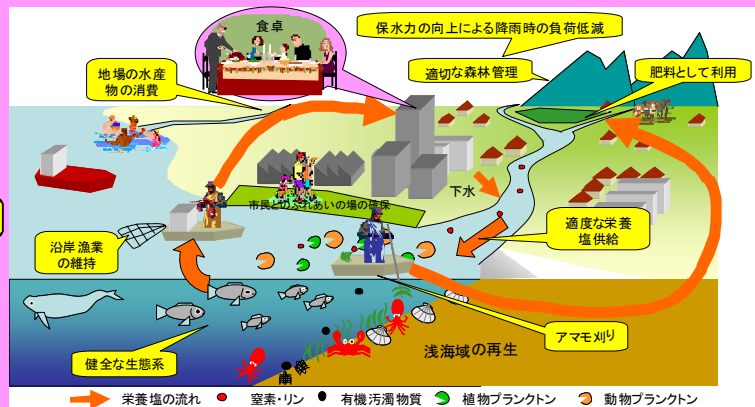 食卓
保水力の向上による降雨時の負荷低減
地場の水産
物の消費
適切な森林管理
肥料として利用
下水
市民とのふれあいの場の確保
沿岸漁業
の維持
適度な栄養
塩供給
アマモ刈り
健全な生態系
浅海域の再生
栄養塩の流れ
窒素・リン
有機汚濁物質
植物プランクトン
動物プランクトン